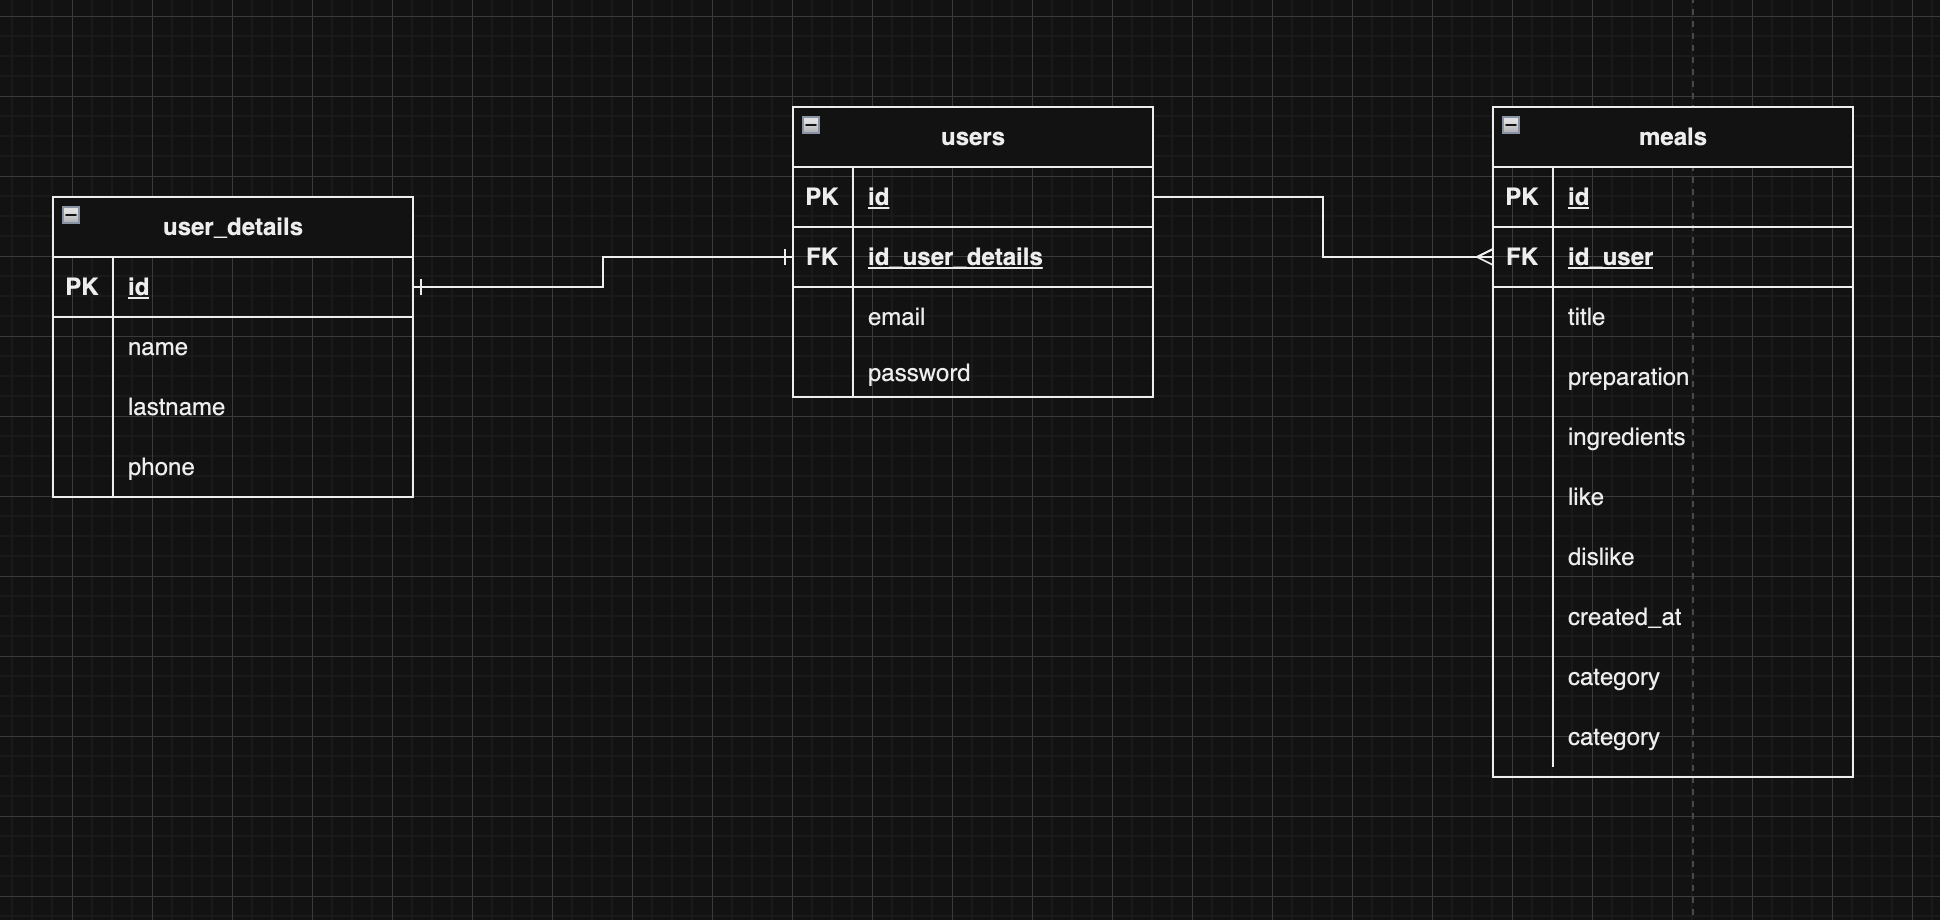 user_details
PK id
name
lastname
phone
users
PK id
FK id_user_details
email
password
meals
PK id
FK id_user
title
preparation
ingredients
like
dislike
created_at
category
category